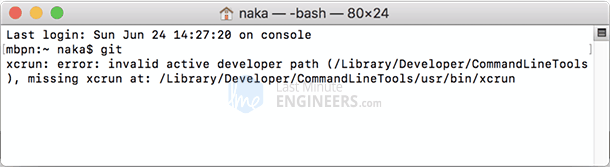 naka — -bash — 80×24
Last login: Sun Jun 24 14:27:20 on console
[mbpn:~ naka$ git ]
xcrun: error: invalid active developer path (/Library/Developer/CommandLineTools
), missing xcrun at: /Library/Developer/CommandLineTools/usr/bin/xcrun
Last Minute
ENGINEERS.com